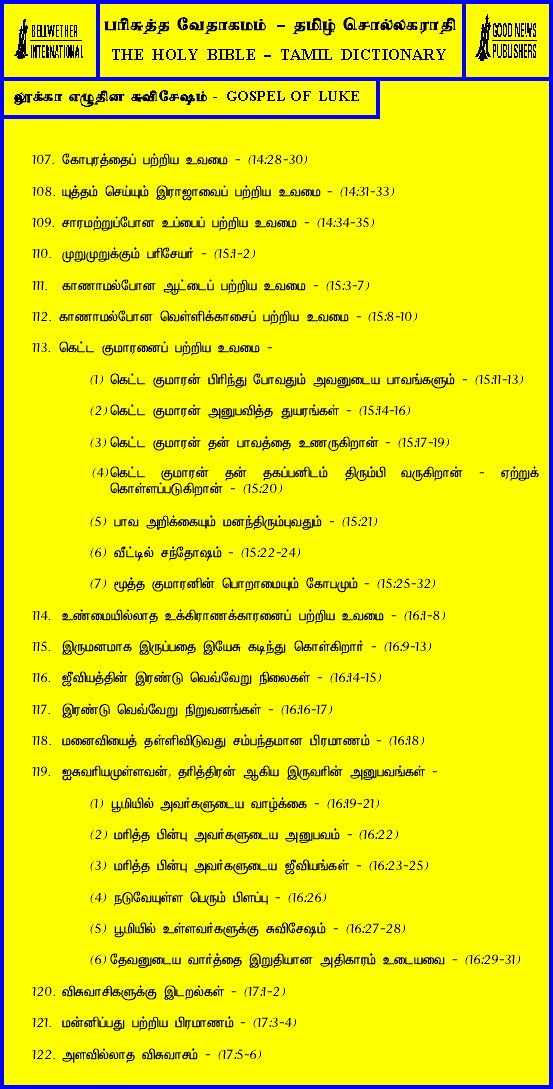 BELLWETHER
INTERNATIONAL
பரிசுத்த வேதாகமம் – தமிழ் சொல்லகராதி
THE HOLY BIBLE – TAMIL DICTIONARY
GOOD NEWS
PUBLISHERS
லூக்கா எழுதின சுவிசேஷம் - GOSPEL OF LUKE
107. கோபுரத்தைப் பற்றிய உவமை - (14:28-30)
108. யுத்தம் செய்யும் இராஜாவைப் பற்றிய உவமை - (14:31-33)
109. சாரமற்றுப்போன உப்பைப் பற்றிய உவமை - (14:34-35)
110. முறுமுறுக்கும் பரிசேயர் - (15:1-2)
111. காணாமல்போன ஆட்டைப் பற்றிய உவமை - (15:3-7)
112. காணாமல்போன வெள்ளிக்காசைப் பற்றிய உவமை - (15:8-10)
113. கெட்ட குமாரனைப் பற்றிய உவமை -
(1) கெட்ட குமாரன் பிரிந்து போவதும் அவனுடைய பாவங்களும் - (15:11-13)
(2) கெட்ட குமாரன் அனுபவித்த துயரங்கள் - (15:14-16)
(3) கெட்ட குமாரன் தன் பாவத்தை உணருகிறான் - (15:17-19)
(4) கெட்ட குமாரன் தன் தகப்பனிடம் திரும்பி வருகிறான் - ஏற்றுக்
கொள்ளப்படுகிறான் - (15:20)
(5) பாவ அறிக்கையும் மனந்திரும்புவதும் - (15:21)
(6) வீட்டில் சந்தோஷம் - (15:22-24)
(7) மூத்த குமாரனின் பொறாமையும் கோபமும் - (15:25-32)
114. உண்மையில்லாத உக்கிராணக்காரனைப் பற்றிய உவமை - (16:1-8)
115. இருமனமாக இருப்பதை இயேசு கடிந்து கொள்கிறார் - (16:9-13)
116. ஜீவியத்தின் இரண்டு வெவ்வேறு நிலைகள் - (16:14-15)
117. இரண்டு வெவ்வேறு நிறுவனங்கள் - (16:16-17)
118. மனைவியைத் தள்ளிவிடுவது சம்பந்தமான பிரமாணம் - (16:18)
119. ஐசுவரியமுள்ளவன், தரித்திரன் ஆகிய இருவரின் அனுபவங்கள் -
(1) பூமியில் அவர்களுடைய வாழ்க்கை - (16:19-21)
(2) மரித்த பின்பு அவர்களுடைய அனுபவம் - (16:22)
(3) மரித்த பின்பு அவர்களுடைய ஜீவியங்கள் - (16:23-25)
(4) நடுவேயுள்ள பெரும் பிளப்பு - (16:26)
(5) பூமியில் உள்ளவர்களுக்கு சுவிசேஷம் - (16:27-28)
(6) தேவனுடைய வார்த்தை இறுதியான அதிகாரம் உடையவை - (16:29-31)
120. விசுவாசிகளுக்கு இடறல்கள் - (17:1-2)
121. மன்னிப்பது பற்றிய பிரமாணம் - (17:3-4)
122. அளவில்லாத விசுவாசம் - (17:5-6)